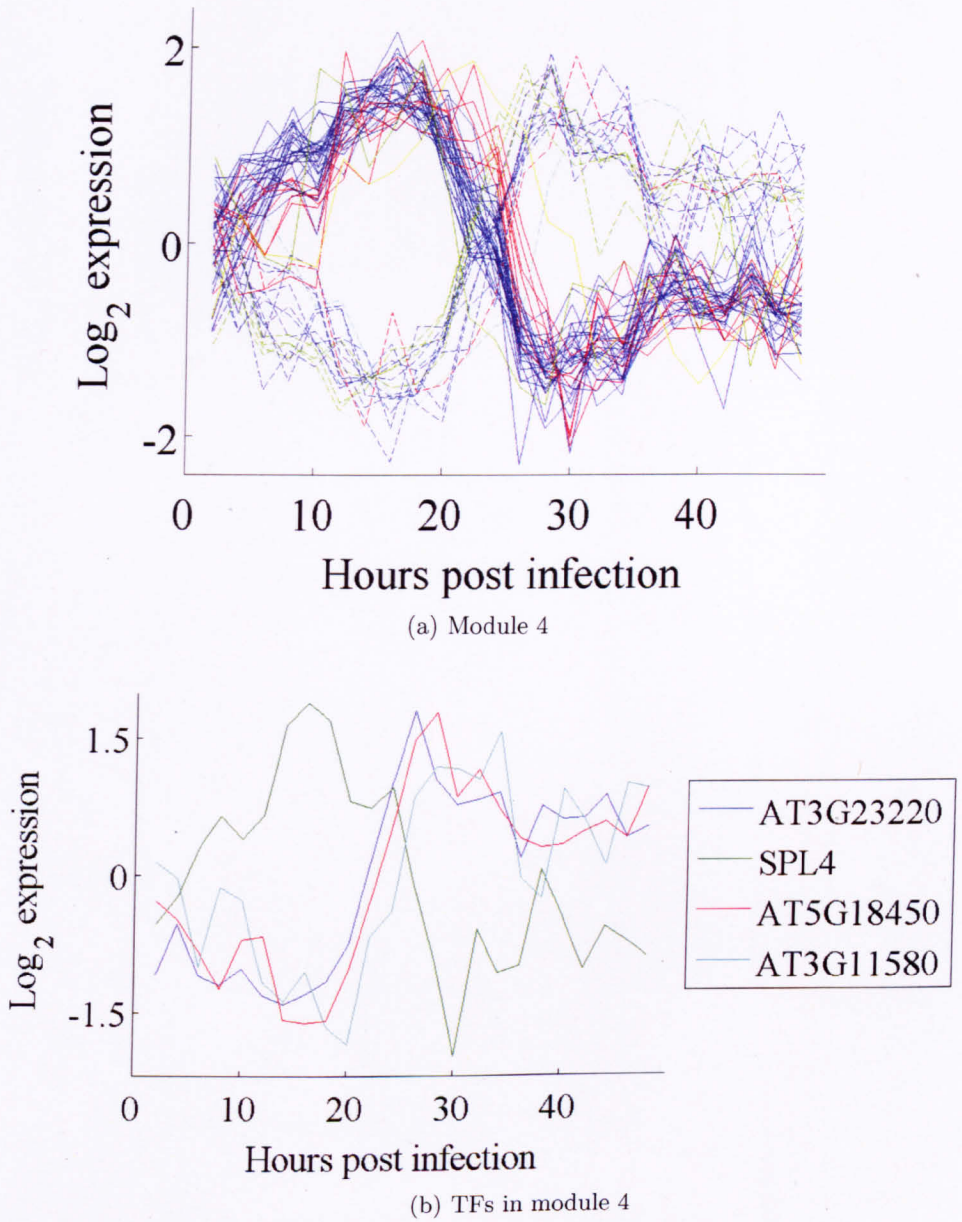 2
0
-2
Log2 expression
0 10 20 30 40
Hours post infection
(a) Module 4
1.5
0
-1.5
Log2 expression
0 10 20 30 40
Hours post infection
AT3G23220
SPL4
AT5G18450
AT3G11580
(b) TFs in module 4